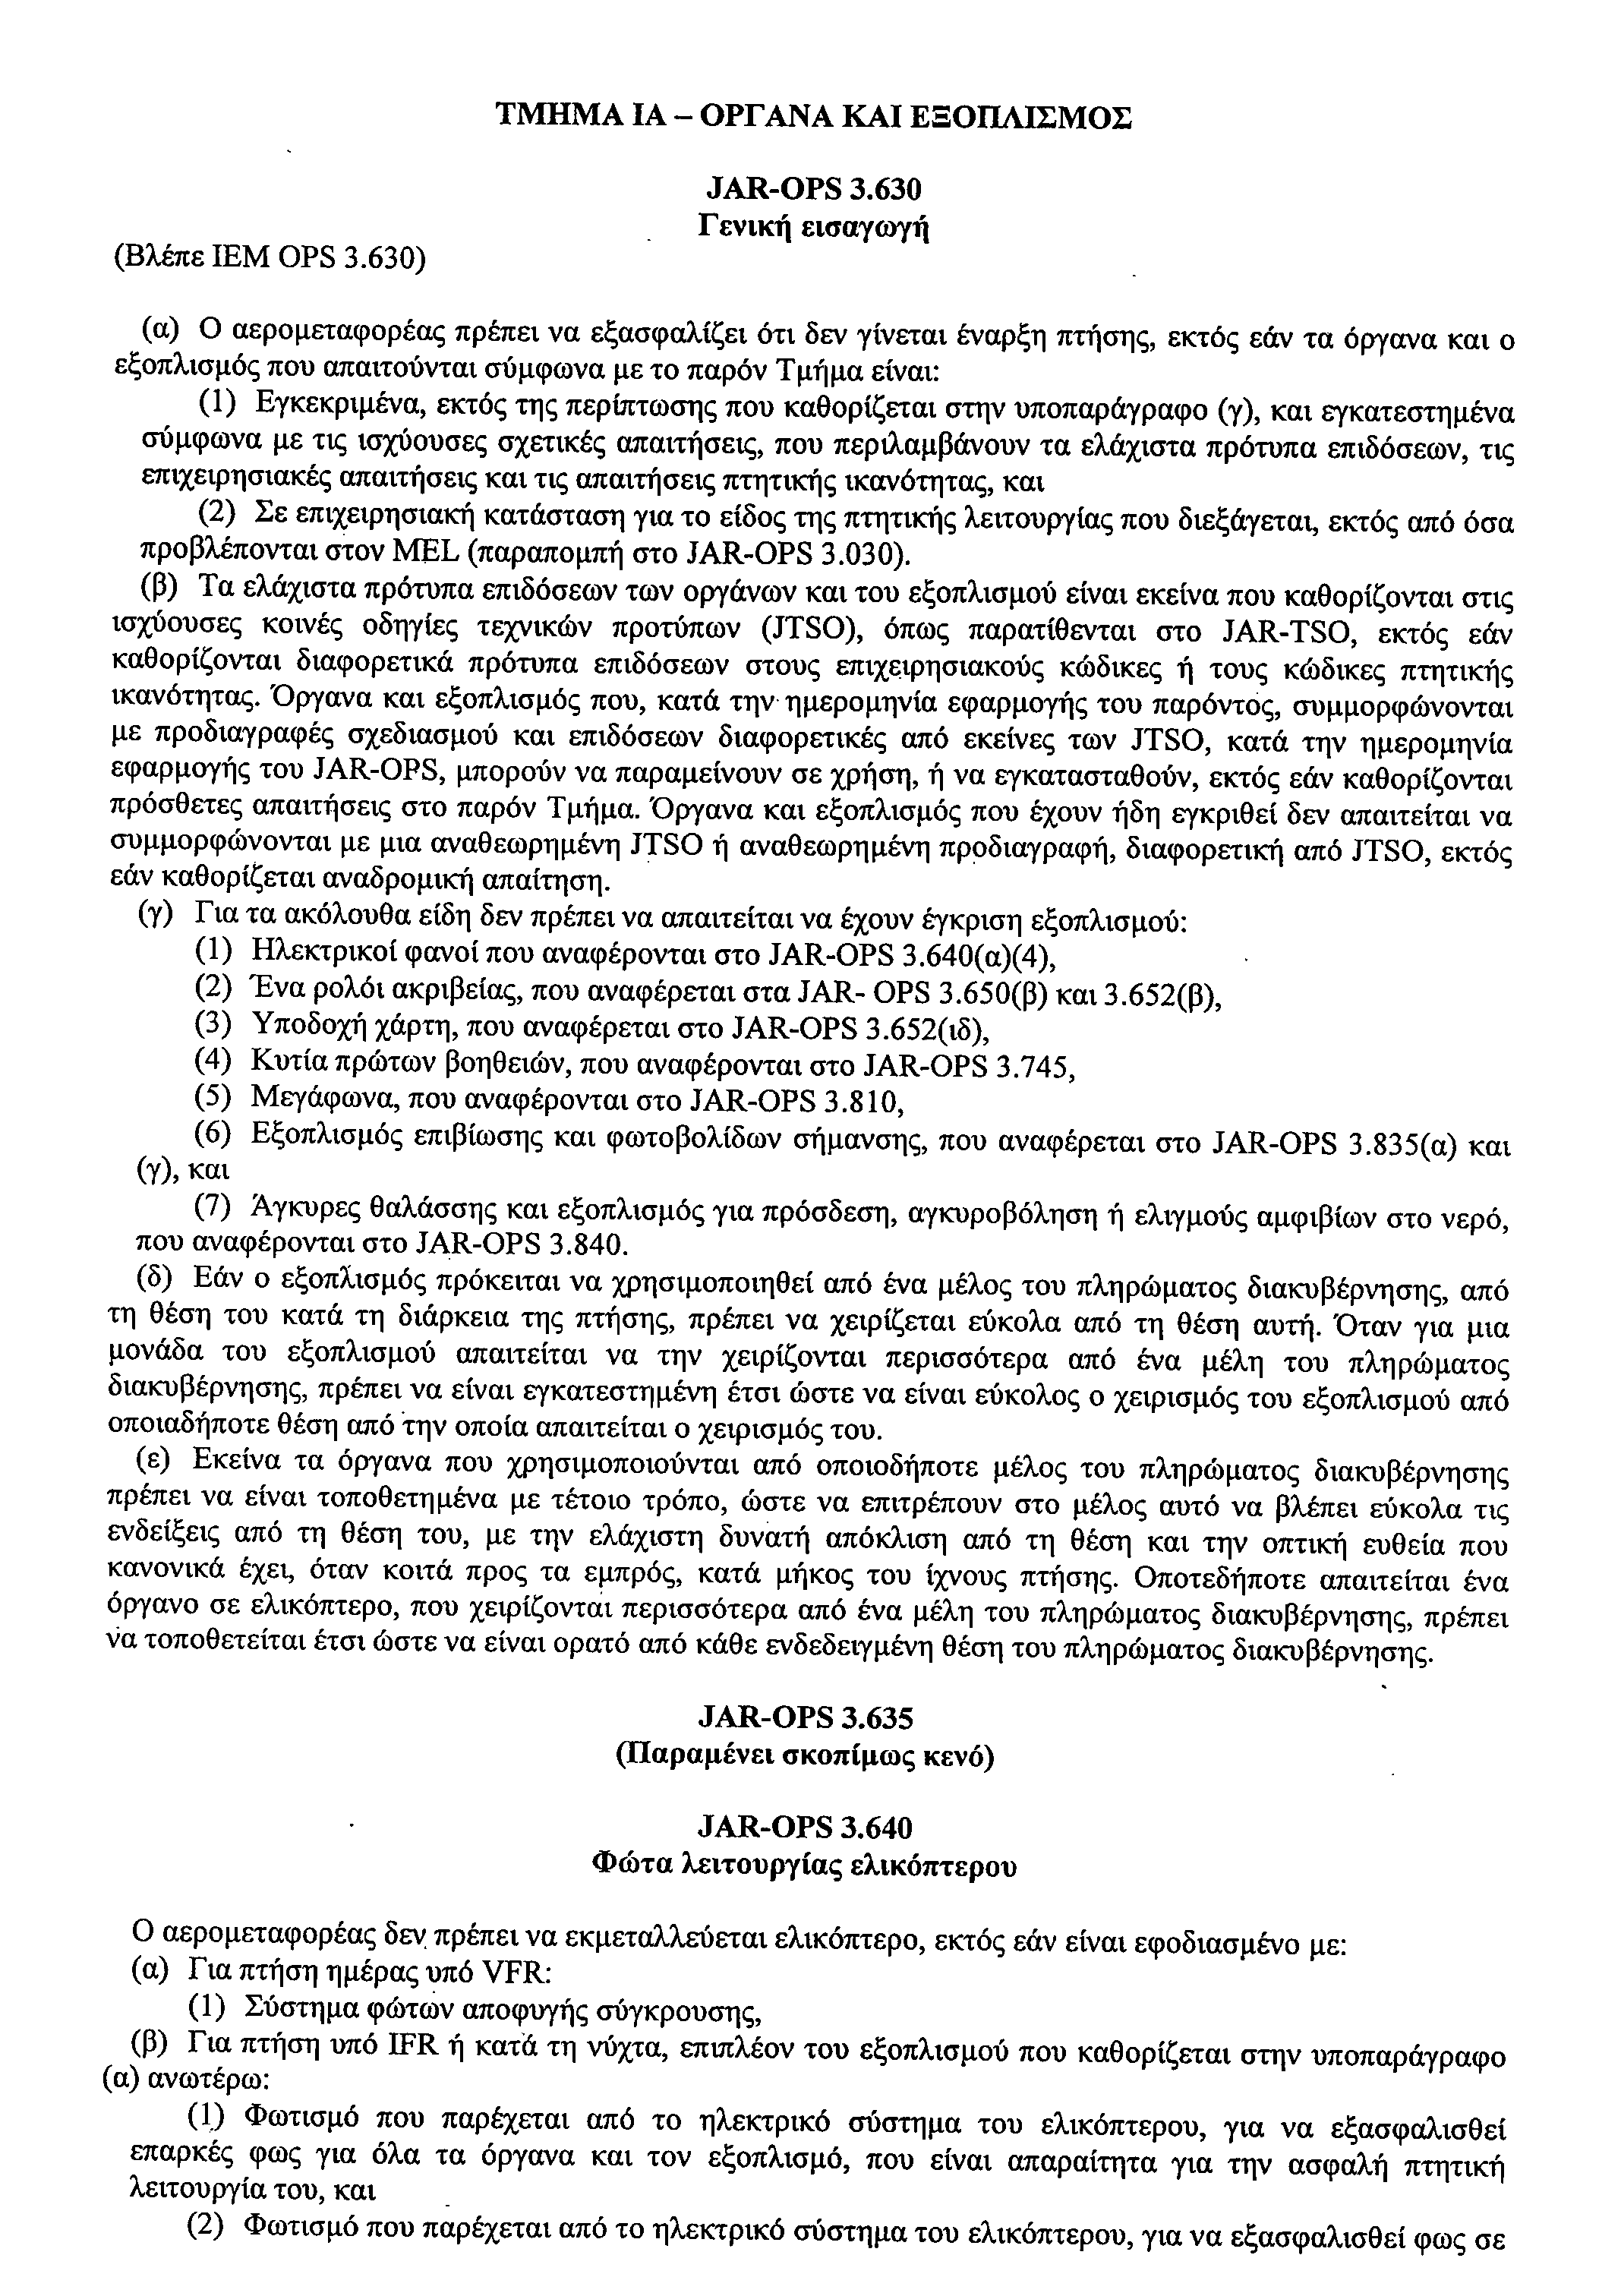 ΤΜΗΜΑ ΙΑ – ΟΡΓΑΝΑ ΚΑΙ ΕΞΟΠΛΙΣΜΟΣ
JAR-OPS 3.630
Γενική εισαγωγή
(Βλέπε IEM OPS 3.630)
(α) Ο αερομεταφορέας πρέπει να εξασφαλίζει ότι δεν γίνεται έναρξη πτήσης, εκτός εάν τα όργανα και ο
εξοπλισμός που απαιτούνται σύμφωνα με το παρόν Τμήμα είναι:
(1) Εγκεκριμένα, εκτός της περίπτωσης που καθορίζεται στην υποπαράγραφο (γ), και εγκατεστημένα
σύμφωνα με τις ισχύουσες σχετικές απαιτήσεις, που περιλαμβάνουν τα ελάχιστα πρότυπα επιδόσεων, τις
επιχειρησιακές απαιτήσεις και τις απαιτήσεις πτητικής ικανότητας, και
(2) Σε επιχειρησιακή κατάσταση για το είδος της πτητικής λειτουργίας που διεξάγεται, εκτός από όσα
προβλέπονται στον MEL (παραπομπή στο JAR-OPS 3.030).
(β) Τα ελάχιστα πρότυπα επιδόσεων των οργάνων και του εξοπλισμού είναι εκείνα που καθορίζονται στις
ισχύουσες κοινές οδηγίες τεχνικών προτύπων (JTSO), όπως παρατίθενται στο JAR-TSO, εκτός εάν
καθορίζονται διαφορετικά πρότυπα επιδόσεων στους επιχειρησιακούς κώδικες ή τους κώδικες πτητικής
ικανότητας. Όργανα και εξοπλισμός που, κατά την ημερομηνία εφαρμογής του παρόντος, συμμορφώνονται
με προδιαγραφές σχεδιασμού και επιδόσεων διαφορετικές από εκείνες των JTSO, κατά την ημερομηνία
εφαρμογής του JAR-OPS, μπορούν να παραμείνουν σε χρήση, ή να εγκατασταθούν, εκτός εάν καθορίζονται
πρόσθετες απαιτήσεις στο παρόν Τμήμα. Όργανα και εξοπλισμός που έχουν ήδη εγκριθεί δεν απαιτείται να
συμμορφώνονται με μια αναθεωρημένη JTSO ή αναθεωρημένη προδιαγραφή, διαφορετική από JTSO, εκτός
εάν καθορίζεται αναδρομική απαίτηση.
(γ) Για τα ακόλουθα είδη δεν πρέπει να απαιτείται να έχουν έγκριση εξοπλισμού:
(1) Ηλεκτρικοί φανοί που αναφέρονται στο JAR-OPS 3.640(α)(4),
(2) Ένα ρολόι ακριβείας, που αναφέρεται στα JAR- OPS 3.650(β) και 3.652(β),
(3) Υποδοχή χάρτη, που αναφέρεται στο JAR-OPS 3.652(ιδ),
(4) Κυτία πρώτων βοηθειών, που αναφέρονται στο JAR-OPS 3.745,
(5) Μεγάφωνα, που αναφέρονται στο JAR-OPS 3.810,
(6) Εξοπλισμός επιβίωσης και φωτοβολίδων σήμανσης, που αναφέρεται στο JAR-OPS 3.835(α) και
(γ), και
(7) Άγκυρες θαλάσσης και εξοπλισμός για πρόσδεση, αγκυροβόληση ή ελιγμούς αμφιβίων στο νερό,
που αναφέρονται στο JAR-OPS 3.840.
(δ) Εάν ο εξοπλισμός πρόκειται να χρησιμοποιηθεί από ένα μέλος του πληρώματος διακυβέρνησης, από
τη θέση του κατά τη διάρκεια της πτήσης, πρέπει να χειρίζεται εύκολα από τη θέση αυτή. Όταν για μια
μονάδα του εξοπλισμού απαιτείται να την χειρίζονται περισσότερα από ένα μέλη του πληρώματος
διακυβέρνησης, πρέπει να είναι εγκατεστημένη έτσι ώστε να είναι εύκολος ο χειρισμός του εξοπλισμού από
οποιαδήποτε θέση από την οποία απαιτείται ο χειρισμός του.
(ε) Εκείνα τα όργανα που χρησιμοποιούνται από οποιοδήποτε μέλος του πληρώματος διακυβέρνησης
πρέπει να είναι τοποθετημένα με τέτοιο τρόπο, ώστε να επιτρέπουν στο μέλος αυτό να βλέπει εύκολα τις
ενδείξεις από τη θέση του, με την ελάχιστη δυνατή απόκλιση από τη θέση και την οπτική ευθεία που
κανονικά έχει, όταν κοιτά προς τα εμπρός, κατά μήκος του ίχνους πτήσης. Οποτεδήποτε απαιτείται ένα
όργανο σε ελικόπτερο, που χειρίζονται περισσότερα από ένα μέλη του πληρώματος διακυβέρνησης, πρέπει
να τοποθετείται έτσι ώστε να είναι ορατό από κάθε ενδεδειγμένη θέση του πληρώματος διακυβέρνησης.
JAR-OPS 3.635
(Παραμένει σκοπίμως κενό)
JAR-OPS 3.640
Φώτα λειτουργίας ελικόπτερου
Ο αερομεταφορέας δεν πρέπει να εκμεταλλεύεται ελικόπτερο, εκτός εάν είναι εφοδιασμένο με:
(α) Για πτήση ημέρας υπό VFR:
(1) Σύστημα φώτων αποφυγής σύγκρουσης,
(β) Για πτήση υπό IFR ή κατά τη νύχτα, επιπλέον του εξοπλισμού που καθορίζεται στην υποπαράγραφο
(α) ανωτέρω:
(1) Φωτισμό που παρέχεται από το ηλεκτρικό σύστημα του ελικόπτερου, για να εξασφαλισθεί
επαρκές φως για όλα τα όργανα και τον εξοπλισμό, που είναι απαραίτητα για την ασφαλή πτητική
λειτουργία του, και
(2) Φωτισμό που παρέχεται από το ηλεκτρικό σύστημα του ελικόπτερου, για να εξασφαλισθεί φως σε